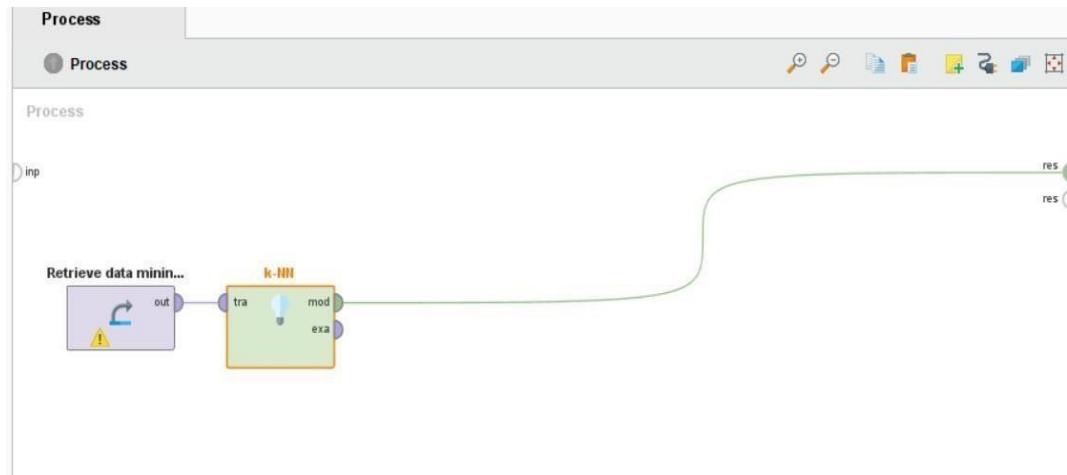 Process
Process
Process
inp
res
res
Retrieve data minin...
out
k-NN
tra
mod
exa